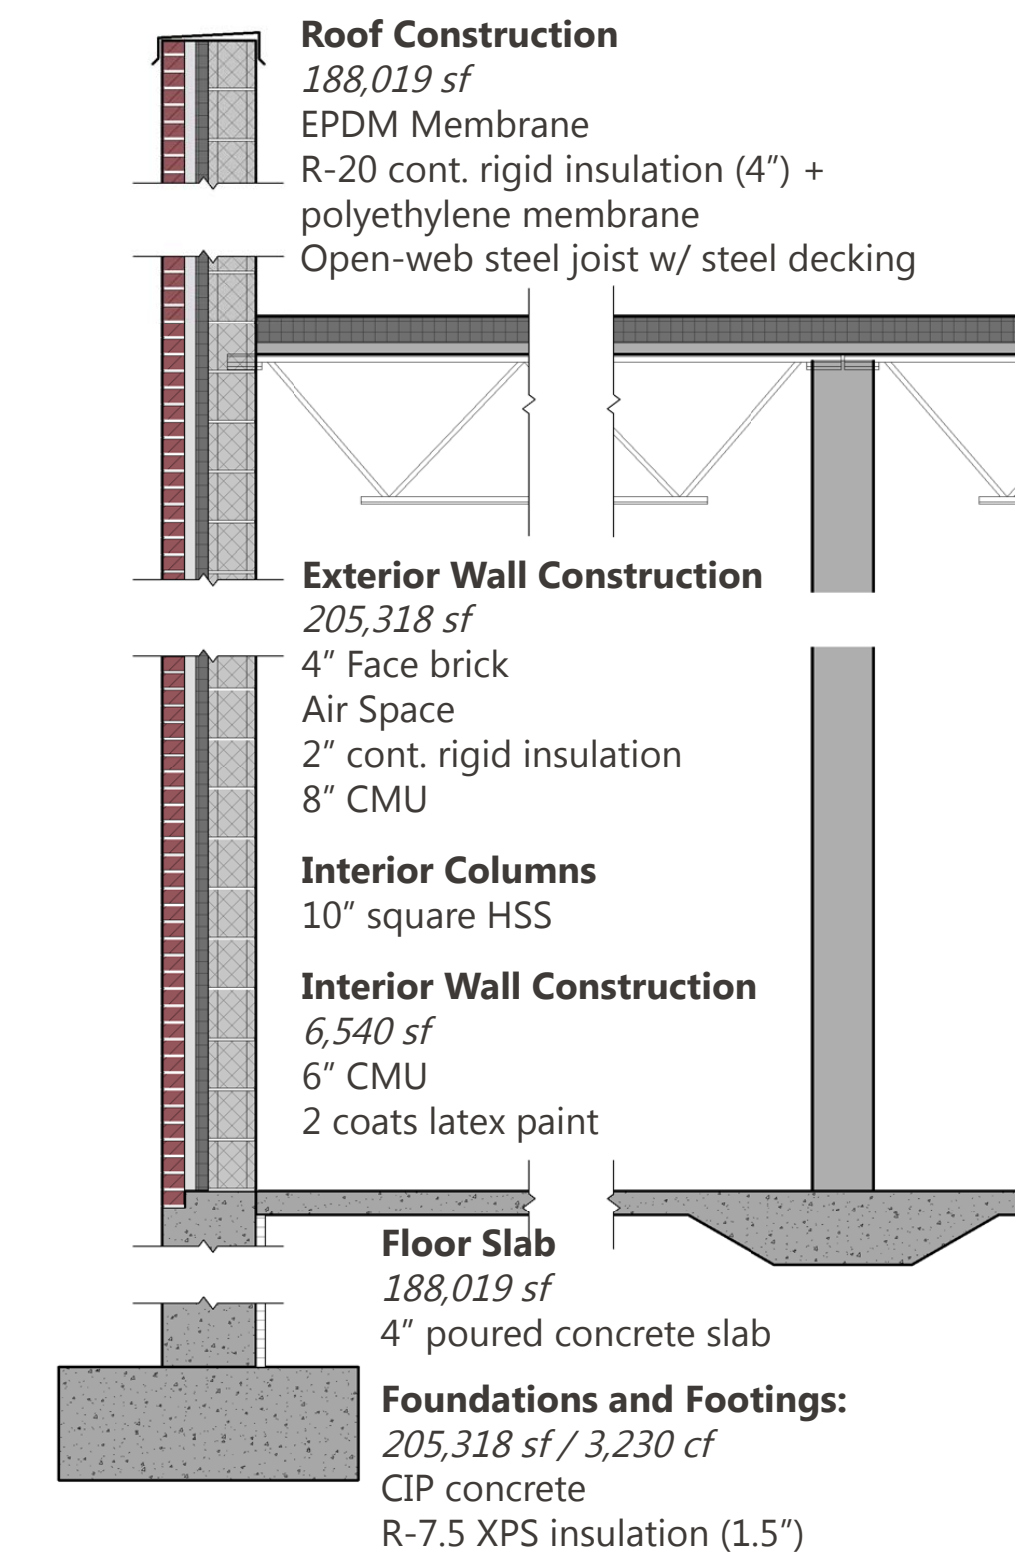 Roof Construction
188,019 sf
EPDM Membrane
R-20 cont. rigid insulation (4”) +
polyethylene membrane
Open-web steel joist w/ steel decking
Exterior Wall Construction
205,318 sf
4” Face brick
Air Space
2” cont. rigid insulation
8” CMU
Interior Columns
10” square HSS
Interior Wall Construction
6,540 sf
6” CMU
2 coats latex paint
Floor Slab
188,019 sf
4” poured concrete slab
Foundations and Footings:
205,318 sf / 3,230 cf
CIP concrete
R-7.5 XPS insulation (1.5”)